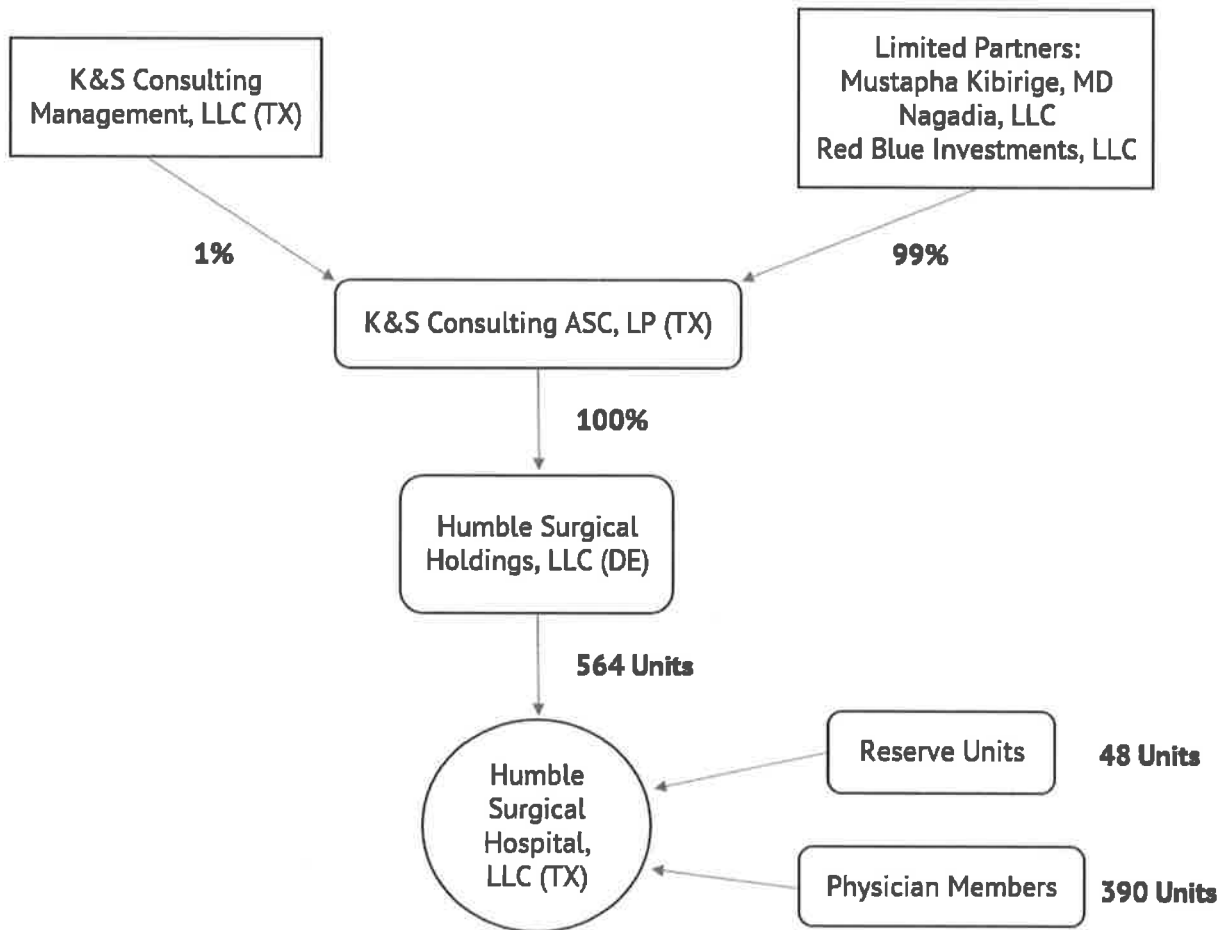 K&S Consulting
Management, LLC (TX)
Limited Partners:
Mustapha Kibirige, MD
Nagadia, LLC
Red Blue Investments, LLC
1%
99%
K&S Consulting ASC, LP (TX)
100%
Humble Surgical
Holdings, LLC (DE)
564 Units
Humble
Surgical
Hospital,
LLC (TX)
Reserve Units
48 Units
Physician Members
390 Units